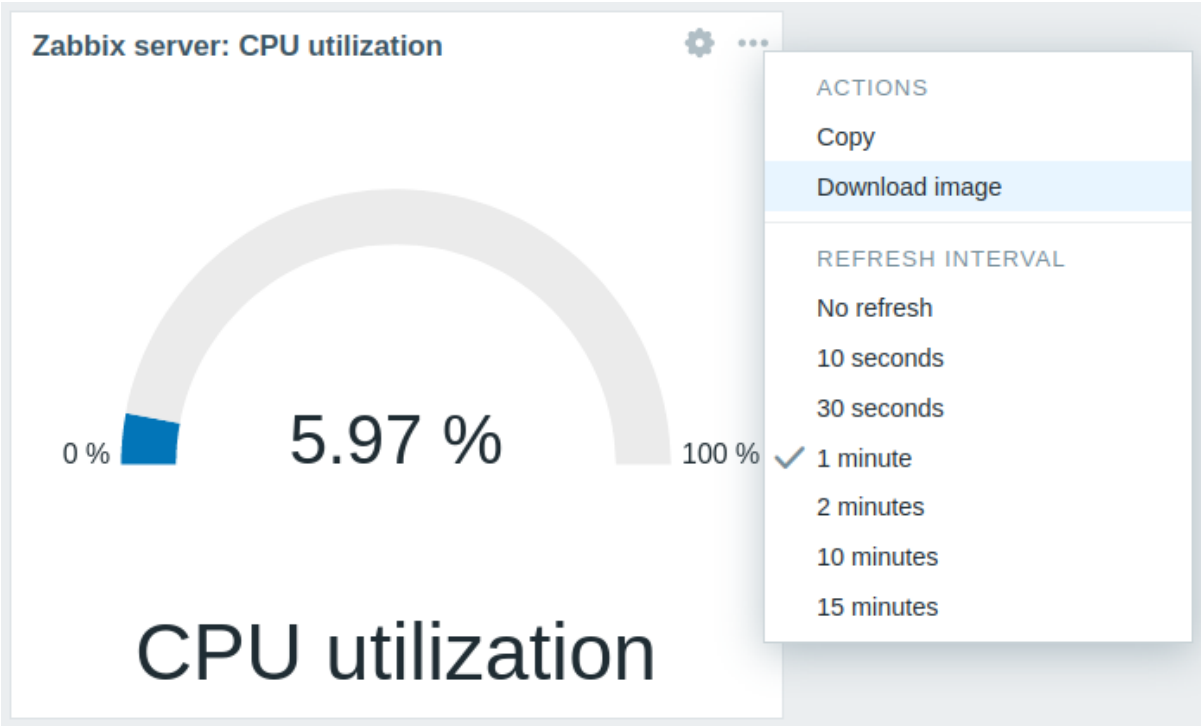 Zabbix server: CPU utilization
0 %
5.97 %
100 %
CPU utilization
ACTIONS
Copy
Download image
REFRESH INTERVAL
No refresh
10 seconds
30 seconds
1 minute
2 minutes
10 minutes
15 minutes